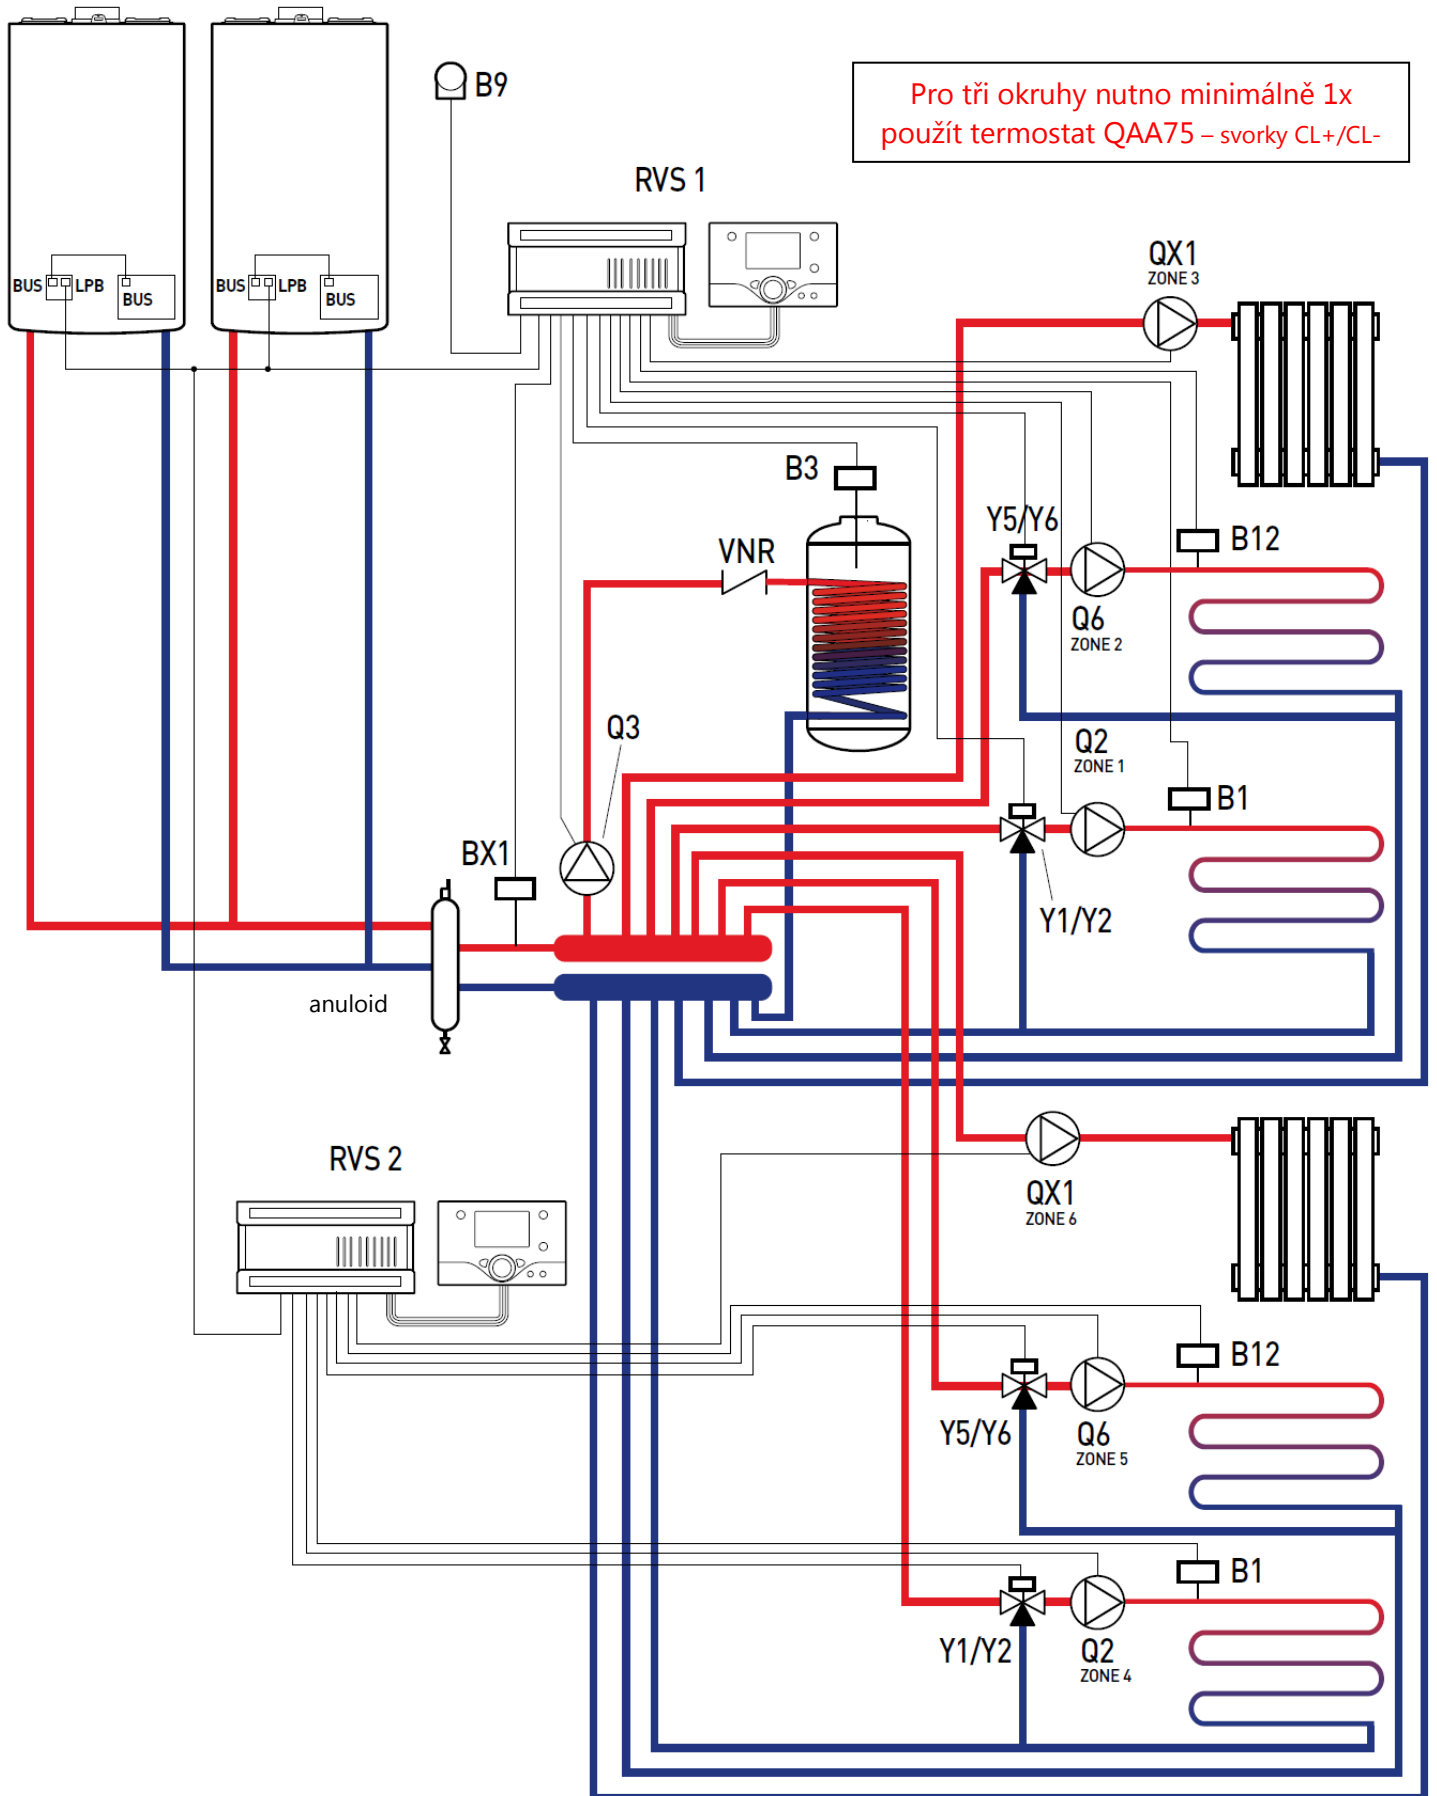 B9
Pro tři okruhy nutno minimálně 1x
použít termostat QAA75 – svorky CL+/CL-
RVS 1
QX1
ZONE 3
BUS
LPB
BUS
BUS
LPB
BUS
B3
Y5/Y6
B12
VNR
Q6
ZONE 2
Q3
Q2
ZONE 1
B1
BX1
Y1/Y2
anuloid
RVS 2
QX1
ZONE 6
B12
Y5/Y6
Q6
ZONE 5
B1
Y1/Y2
Q2
ZONE 4